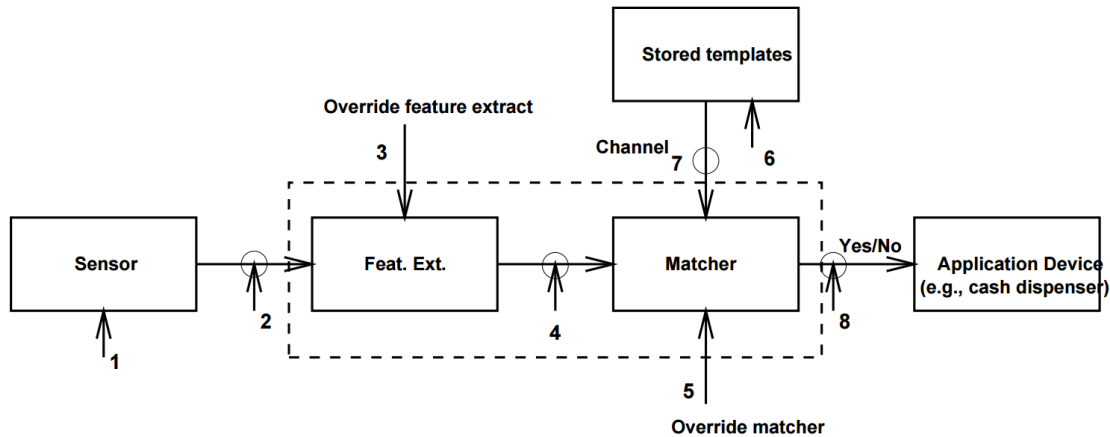 Stored templates
Override feature extract
3
Channel
7
6
Yes/No
Sensor
Feat. Ext.
Matcher
Application Device
(e.g., cash dispenser)
1
2
4
8
5
Override matcher